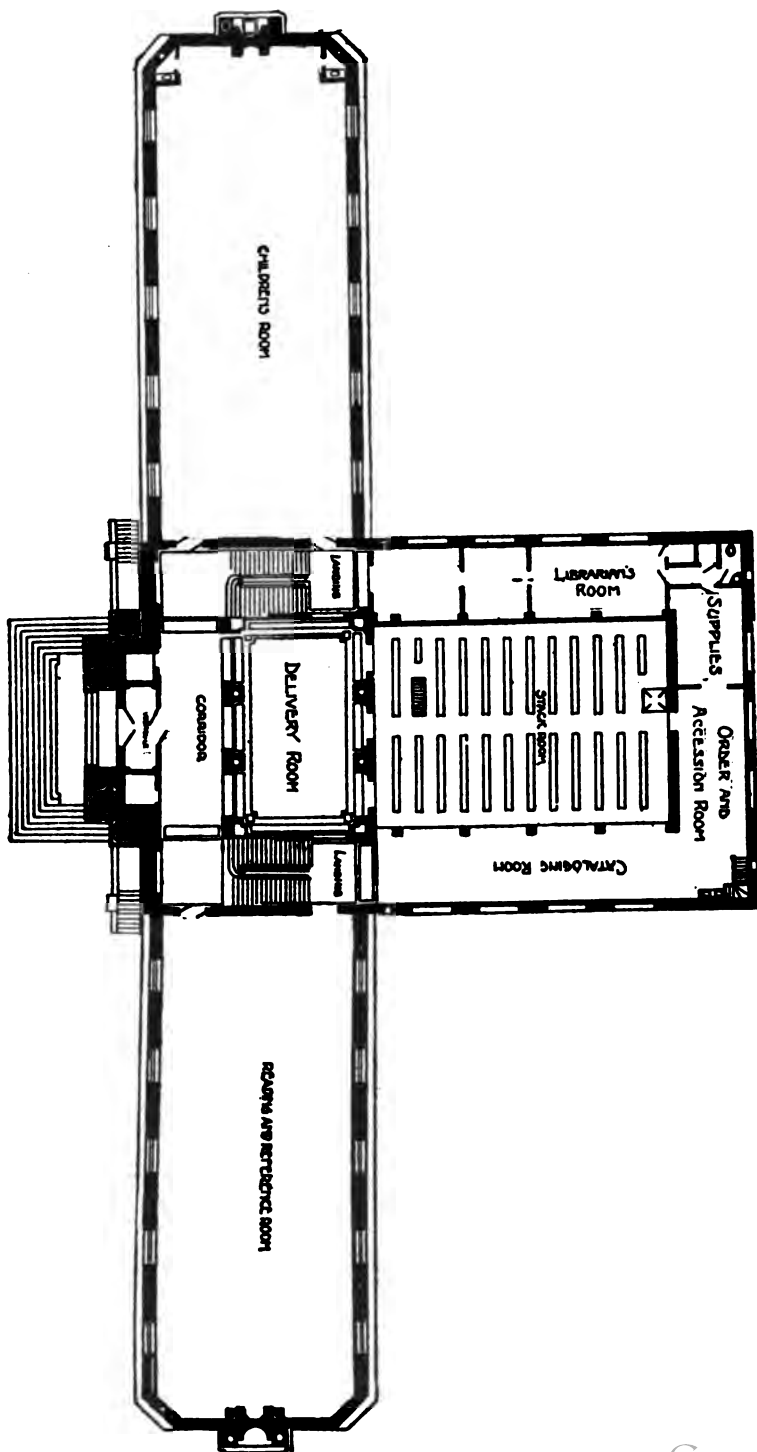 CHILDREN'S ROOM
LANDING
LIBRARIAN'S
ROOM
SUPPLIES
DELIVERY ROOM
CORRIDOR
STACK ROOM
ORDER AND
ACCESSION ROOM
LANDING
CATALOGING ROOM
READING AND REFERENCE ROOM